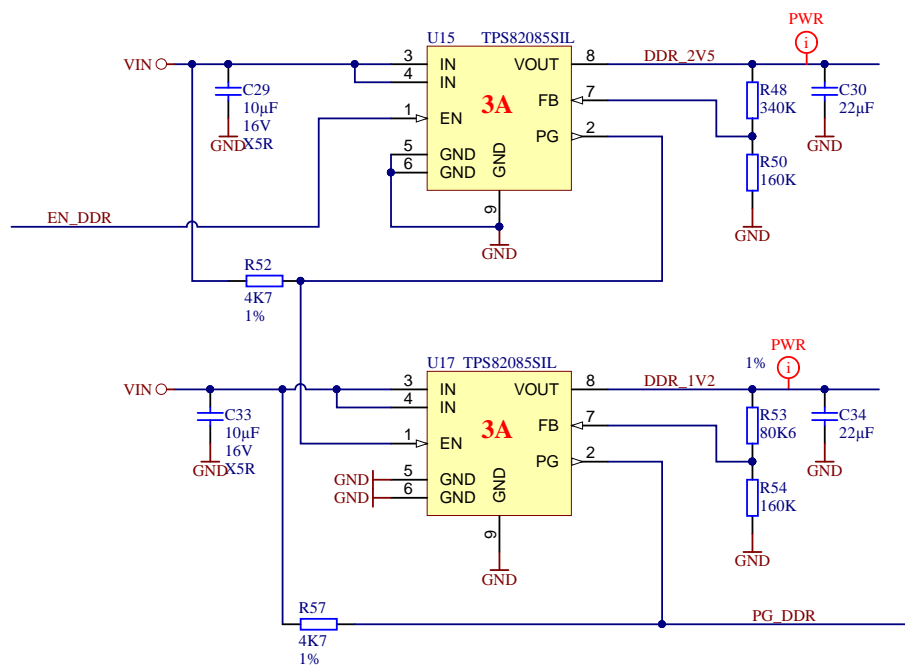 PWR
i
U15 TPS82085SIL
VIN
3 IN VOUT 8 DDR_2V5
4 IN
C29
10µF
16V
X5R
GND
FB 7
R48
340K
C30
22µF
GND
1 EN
3A
PG 2
5 GND
6 GND
GND
9
GND
R50
160K
GND
EN_DDR
R52
4K7
1%
PWR
i
1%
U17 TPS82085SIL
VIN
3 IN VOUT 8 DDR_1V2
4 IN
C33
10µF
16V
X5R
GND
FB 7
R53
80K6
C34
22µF
GND
1 EN
3A
PG 2
GND 5 GND
GND 6 GND
GND
9
GND
R54
160K
GND
R57
4K7
1%
PG_DDR